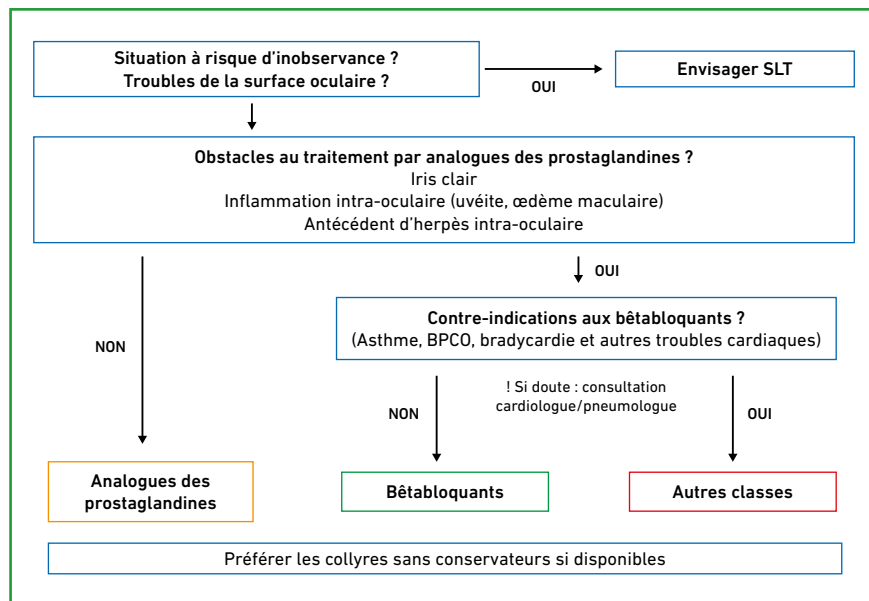 Situation à risque d'inobservance ?
Troubles de la surface oculaire ?
OUI
Envisager SLT
Obstacles au traitement par analogues des prostaglandines ?
Iris clair
Inflammation intra-oculaire (uvéite, œdème maculaire)
Antécédent d'herpès intra-oculaire
OUI
NON
Contre-indications aux bêtabloquants ?
(Asthme, BPCO, bradycardie et autres troubles cardiaques)
! Si doute : consultation
cardiologue/pneumologue
NON
OUI
Analogues des
prostaglandines
Bêtabloquants
Autres classes
Préférer les collyres sans conservateurs si disponibles